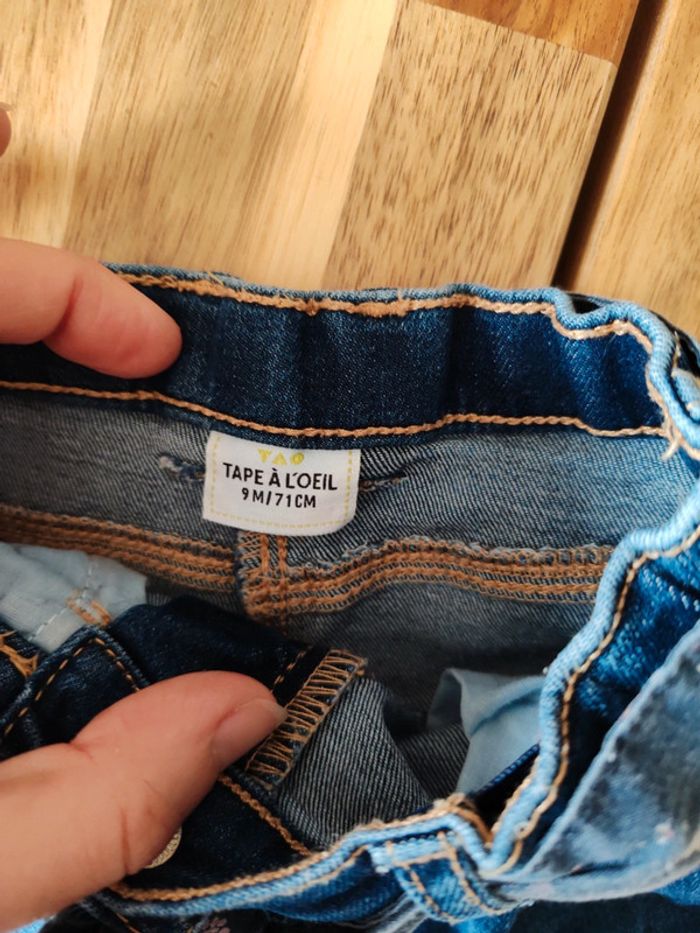 TAO
TAPE À L'OEIL
9M/71CM